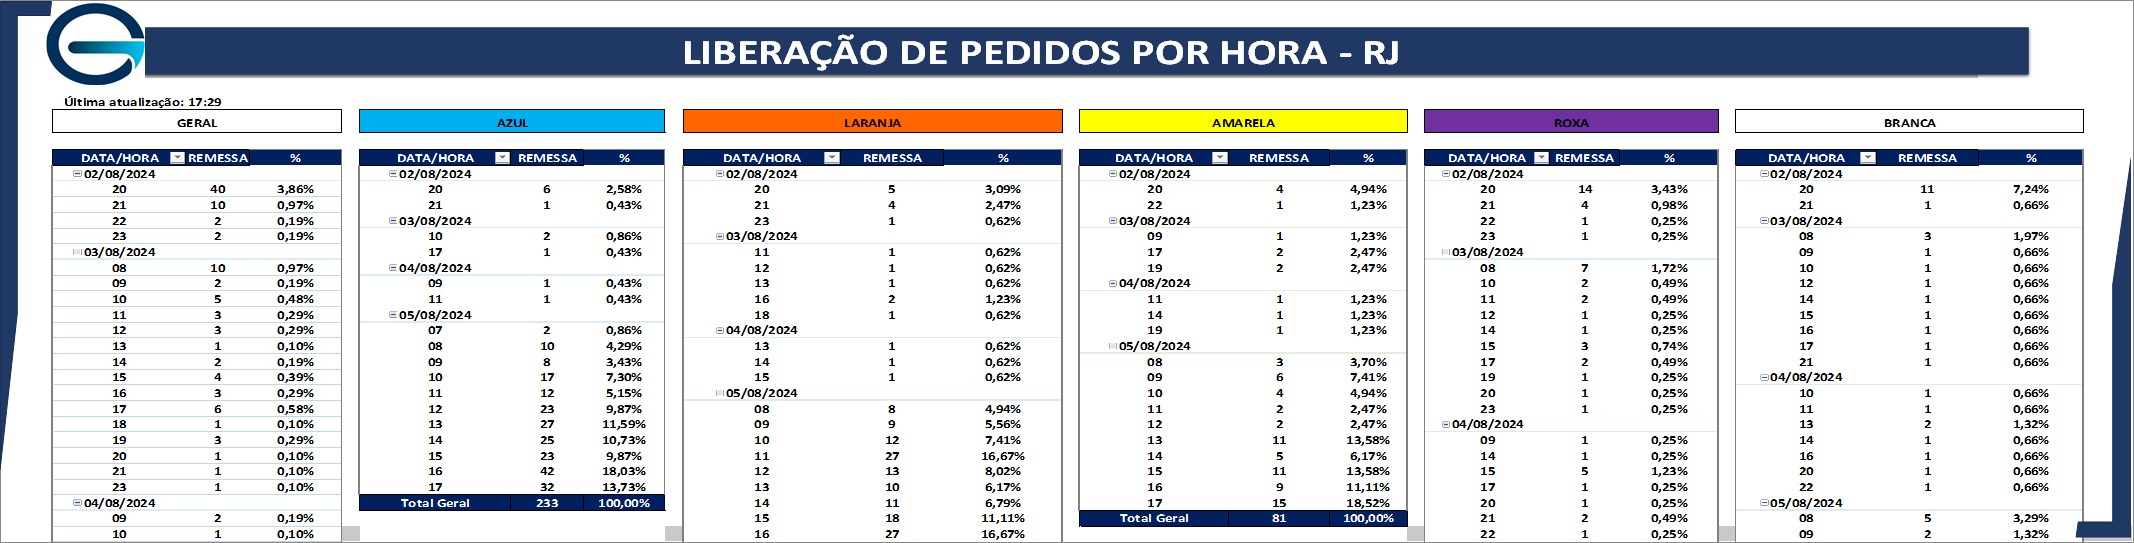 LIBERAÇÃO DE PEDIDOS POR HORA - RJ
Última atualização: 17:29
GERAL
DATA/HORA REMESSA %
02/08/2024
20 40 3,86%
21 10 0,97%
22 2 0,19%
23 2 0,19%
03/08/2024
08 10 0,97%
09 2 0,19%
10 5 0,48%
11 3 0,29%
12 3 0,29%
13 1 0,10%
14 2 0,19%
15 4 0,39%
16 3 0,29%
17 6 0,58%
18 1 0,10%
19 3 0,29%
20 1 0,10%
21 1 0,10%
23 1 0,10%
04/08/2024
09 2 0,19%
10 1 0,10%
AZUL
DATA/HORA REMESSA %
02/08/2024
20 6 2,58%
21 1 0,43%
03/08/2024
10 2 0,86%
17 1 0,43%
04/08/2024
09 1 0,43%
11 1 0,43%
05/08/2024
07 2 0,86%
08 10 4,29%
09 8 3,43%
10 17 7,30%
11 12 5,15%
12 23 9,87%
13 27 11,59%
14 25 10,73%
15 23 9,87%
16 42 18,03%
17 32 13,73%
Total Geral 233 100,00%
LARANJA
DATA/HORA REMESSA %
02/08/2024
20 5 3,09%
21 4 2,47%
23 1 0,62%
03/08/2024
11 1 0,62%
12 1 0,62%
13 1 0,62%
16 2 1,23%
18 1 0,62%
04/08/2024
13 1 0,62%
14 1 0,62%
15 1 0,62%
05/08/2024
08 8 4,94%
09 9 5,56%
10 12 7,41%
11 27 16,67%
12 13 8,02%
13 10 6,17%
14 11 6,79%
15 18 11,11%
16 27 16,67%
AMARELA
DATA/HORA REMESSA %
02/08/2024
20 4 4,94%
22 1 1,23%
03/08/2024
09 1 1,23%
17 2 2,47%
19 2 2,47%
04/08/2024
11 1 1,23%
14 1 1,23%
19 1 1,23%
05/08/2024
08 3 3,70%
09 6 7,41%
10 4 4,94%
11 2 2,47%
12 2 2,47%
13 11 13,58%
14 5 6,17%
15 11 13,58%
16 9 11,11%
17 15 18,52%
Total Geral 81 100,00%
ROXA
DATA/HORA REMESSA %
02/08/2024
20 14 3,43%
21 4 0,98%
22 1 0,25%
23 1 0,25%
03/08/2024
08 7 1,72%
10 2 0,49%
11 2 0,49%
12 1 0,25%
14 1 0,25%
15 3 0,74%
17 2 0,49%
19 1 0,25%
20 1 0,25%
23 1 0,25%
04/08/2024
09 1 0,25%
14 1 0,25%
15 5 1,23%
17 1 0,25%
20 1 0,25%
21 2 0,49%
22 1 0,25%
BRANCA
DATA/HORA REMESSA %
02/08/2024
20 11 7,24%
21 1 0,66%
03/08/2024
08 3 1,97%
09 1 0,66%
10 1 0,66%
12 1 0,66%
14 1 0,66%
15 1 0,66%
16 1 0,66%
17 1 0,66%
21 1 0,66%
04/08/2024
10 1 0,66%
11 1 0,66%
13 2 1,32%
14 1 0,66%
16 1 0,66%
20 1 0,66%
22 1 0,66%
05/08/2024
08 5 3,29%
09 2 1,32%